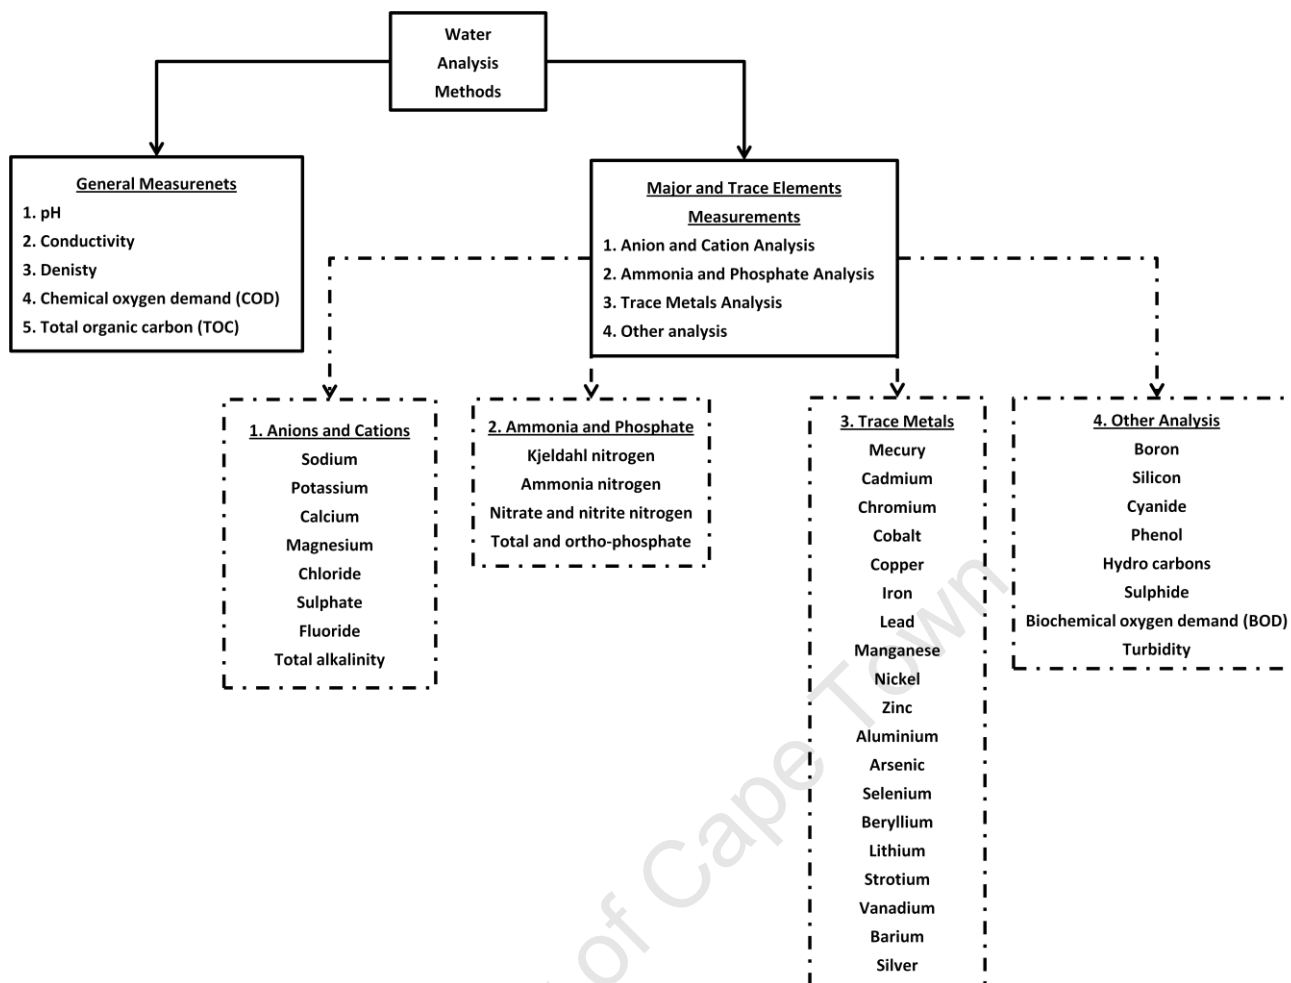 Water
Analysis
Methods
General Measurenets
1. pH
2. Conductivity
3. Denisty
4. Chemical oxygen demand (COD)
5. Total organic carbon (TOC)
Major and Trace Elements
Measurements
1. Anion and Cation Analysis
2. Ammonia and Phosphate Analysis
3. Trace Metals Analysis
4. Other analysis
1. Anions and Cations
Sodium
Potassium
Calcium
Magnesium
Chloride
Sulphate
Fluoride
Total alkalinity
2. Ammonia and Phosphate
Kjeldahl nitrogen
Ammonia nitrogen
Nitrate and nitrite nitrogen
Total and ortho-phosphate
3. Trace Metals
Mecury
Cadmium
Chromium
Cobalt
Copper
Iron
Lead
Manganese
Nickel
Zinc
Aluminium
Arsenic
Selenium
Beryllium
Lithium
Strotium
Vanadium
Barium
Silver
4. Other Analysis
Boron
Silicon
Cyanide
Phenol
Hydro carbons
Sulphide
Biochemical oxygen demand (BOD)
Turbidity
of Cape Town